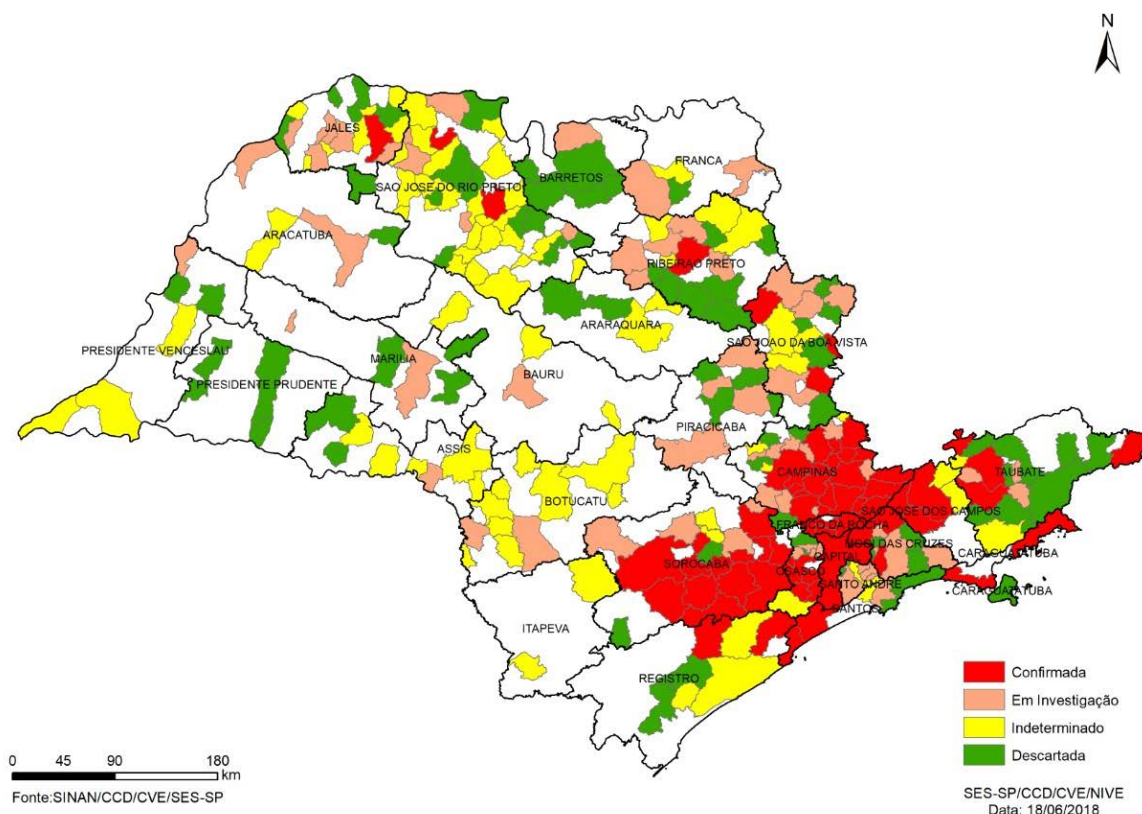 N
JALES
SAO JOSE DO RIO PRETO
BARRETOS
FRANCA
ARACATUBA
RIBEIRAO PRETO
ARARAQUARA
SAO JOAO DA BOA VISTA
PRESIDENTE VENCESLAU
PRESIDENTE PRUDENTE
MARILIA
BAURU
PIRACICABA
ASSIS
BOTUCATU
CAMPINAS
TAUBATE
SAO JOSE DOS CAMPOS
FRANCO DA ROCHA
MOGI DAS CRUZES
CARAGUATATUBA
CAPITAL
SOROCABA
OSASCO
SANTO ANDRE
CARAGUATATUBA
SANTOS
ITAPEVA
REGISTRO
Confirmada
Em Investigação
Indeterminado
Descartada
0 45 90 180
km
Fonte:SINAN/CCD/CVE/SES-SP
SES-SP/CCD/CVE/NIVE
Data: 18/06/2018